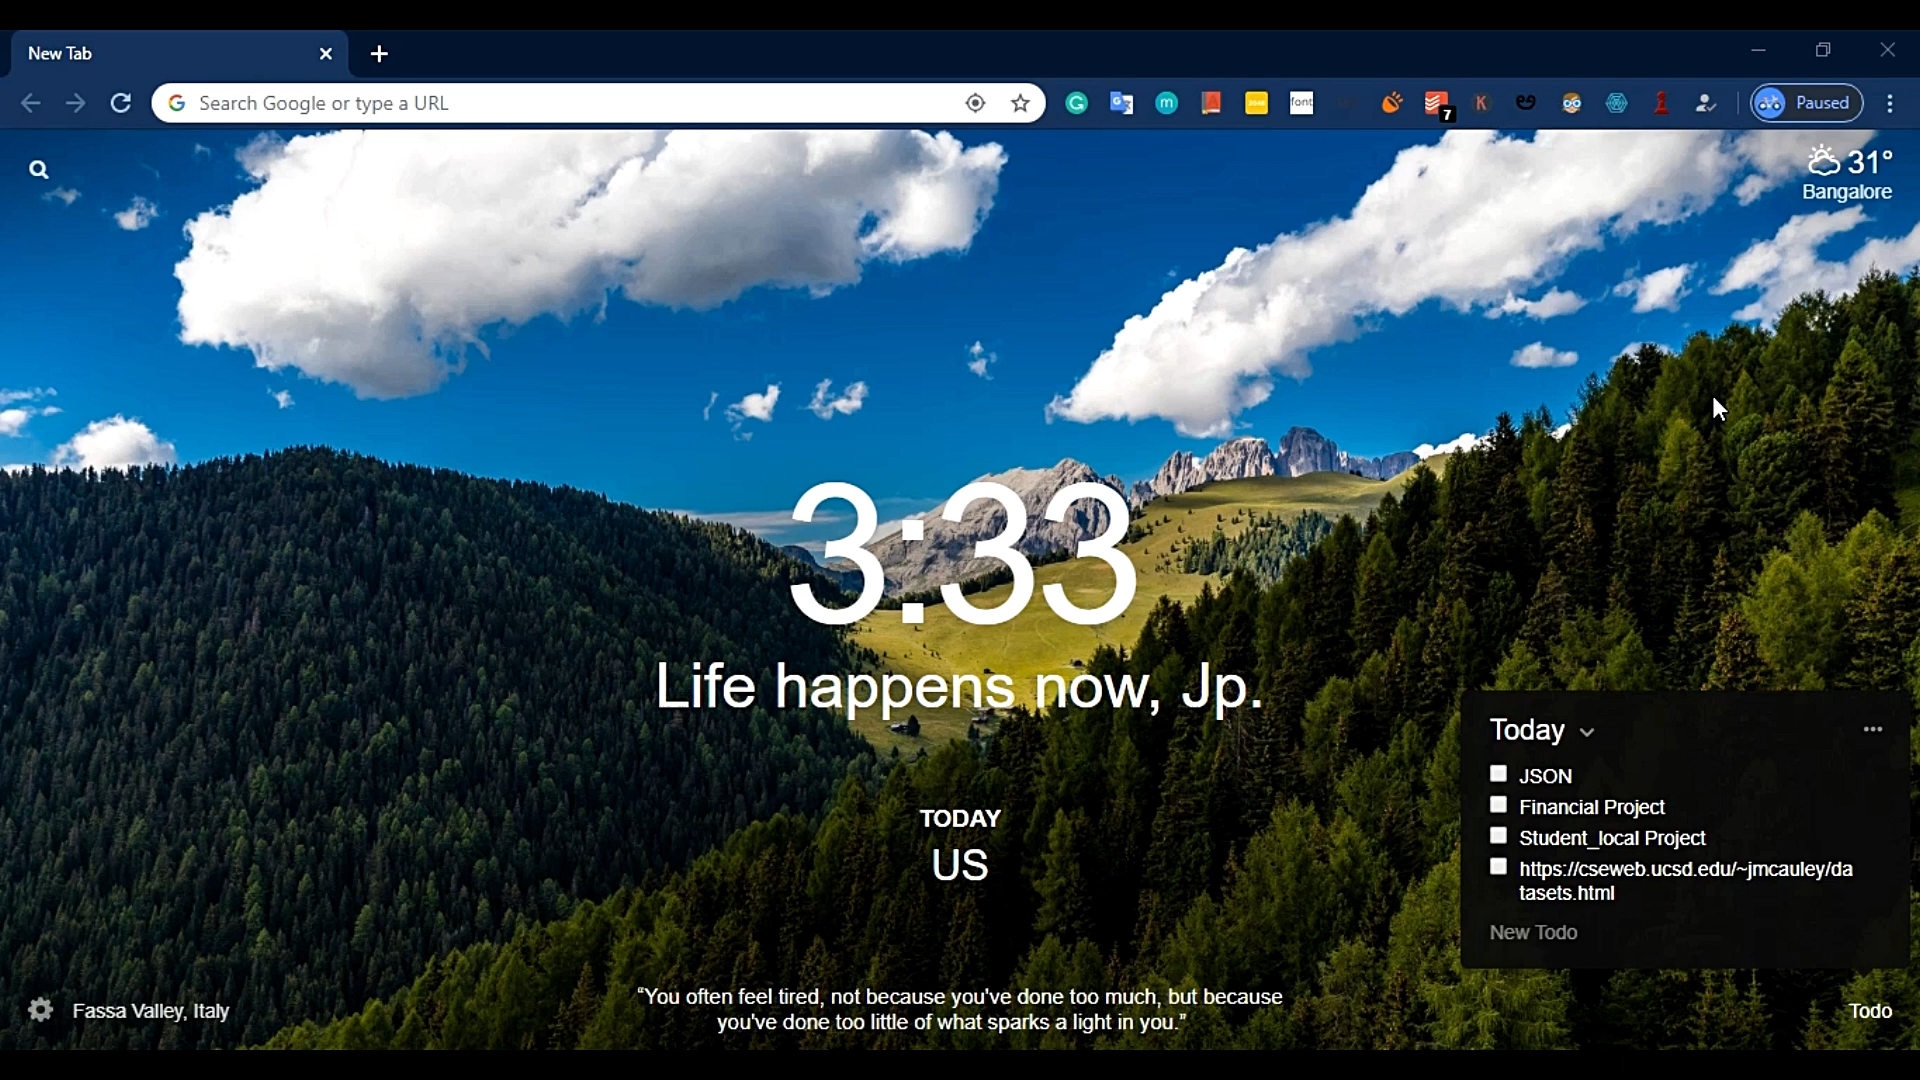 New Tab
Search Google or type a URL
font
7
K
Paused
31°
Bangalore
3:33
Life happens now, Jp.
TODAY
US
Today
JSON
Financial Project
Student_local Project
https://cseweb.ucsd.edu/~jmcauley/da
tasets.html
New Todo
Fassa Valley, Italy
“You often feel tired, not because you've done too much, but because
you've done too little of what sparks a light in you.”
Todo